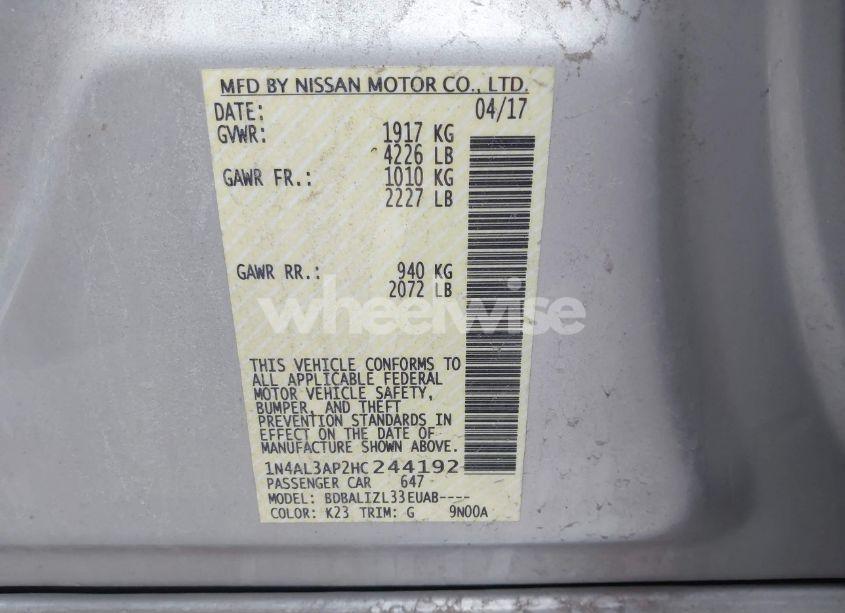 MFD BY NISSAN MOTOR CO., LTD.
DATE: 04/17
GVWR: 1917 KG
4226 LB
GAWR FR.: 1010 KG
2227 LB
GAWR RR.: 940 KG
2072 LB
wheelwise
THIS VEHICLE CONFORMS TO
ALL APPLICABLE FEDERAL
MOTOR VEHICLE SAFETY,
BUMPER, AND THEFT
PREVENTION STANDARDS IN
EFFECT ON THE DATE OF
MANUFACTURE SHOWN ABOVE.
1N4AL3AP2HC244192
PASSENGER CAR 647
MODEL: BDBALIZL33EUAB----
COLOR: K23 TRIM: G 9N00A